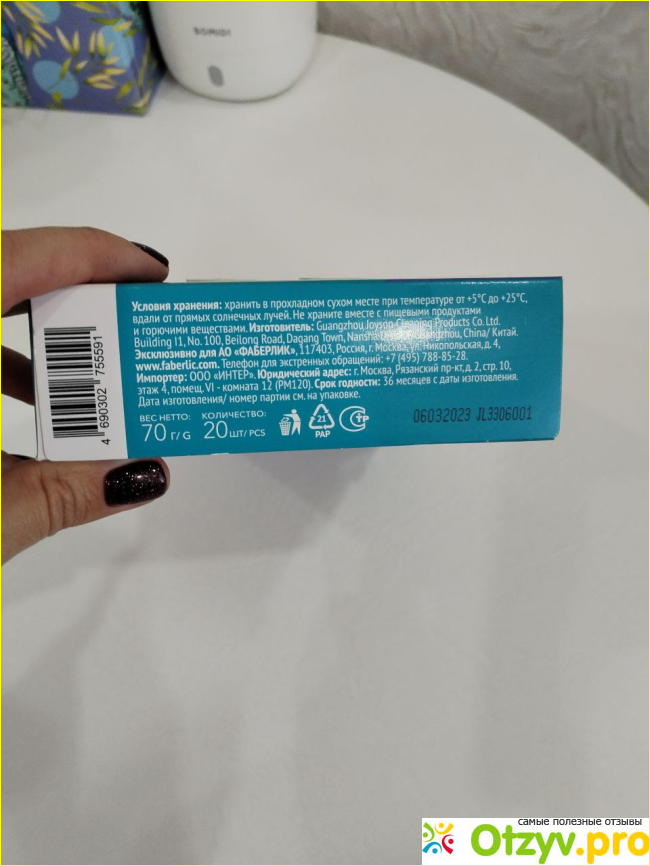 BOMIDI
Условия хранения: хранить в прохладном сухом месте при температуре от +5°C до +25°C,
вдали от прямых солнечных лучей. Не храните вместе с пищевыми продуктами
и горючими веществами. Изготовитель: Guangzhou Joyson Cleaning Products Co. Ltd.
Building I1, No. 100, Beilong Road, Dagang Town, Nansha Guangzhou, China/ Китай.
Эксклюзивно для АО «ФАБЕРЛИК», 117403, Россия, г. Москва, ул. Никопольская, д. 4,
www.faberlic.com. Телефон для экстренных обращений: +7 (495) 788-85-28.
Импортер: ООО «ИНТЕР». Юридический адрес: г. Москва, Рязанский пр-кт, д. 2, стр. 10,
этаж 4, помещ. VI - комната 12 (РМ120). Срок годности: 36 месяцев с даты изготовления.
Дата изготовления/ номер партии см. на упаковке.
ВЕС НЕТТО: КОЛИЧЕСТВО:
70 Г/ G 20 ШТ/ PCS
21
PAP
06032023 JL3306001
4 690302 755591
самые полезные отзывы
Otzyv.pro